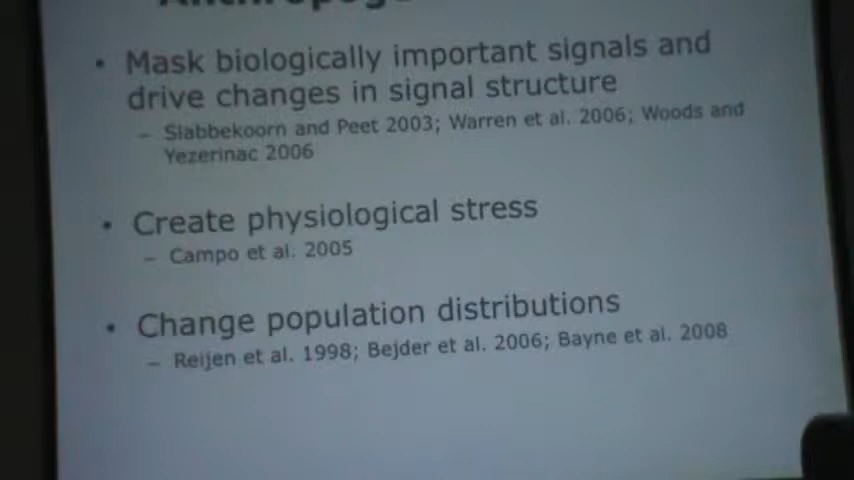 • Mask biologically important signals and
drive changes in signal structure
– Slabbekoorn and Peet 2003; Warren et al. 2006; Woods and
Yezerinac 2006
• Create physiological stress
– Campo et al. 2005
• Change population distributions
– Reijen et al. 1998; Bejder et al. 2006; Bayne et al. 2008